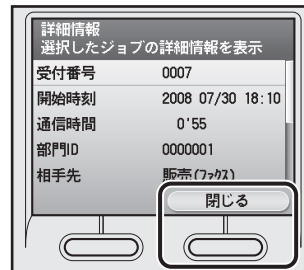 詳細情報
選択したジョブの詳細情報を表示
受付番号 0007
開始時刻 2008 07/30 18:10
通信時間 0'55
部門ID 0000001
相手先 販売(ﾌｧｸｽ)
閉じる